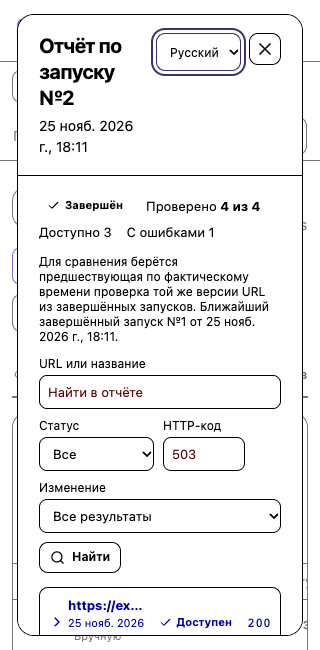 Отчёт по
запуску
№2
Русский
25 нояб. 2026
г., 18:11
Завершён
Проверено 4 из 4
Доступно 3 С ошибками 1
Для сравнения берётся
предшествующая по фактическому
времени проверка той же версии URL
из завершённых запусков. Ближайший
завершённый запуск №1 от 25 нояб.
2026 г., 18:11.
URL или название
Найти в отчёте
Статус HTTP-код
Все 503
Изменение
Все результаты
Найти
https://ex...
25 нояб. 2026 Доступен 200
Вручную